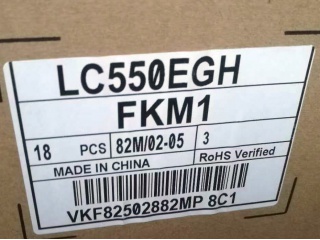 LC550EGH
FKM1
18 PCS 82M/02-05 3
MADE IN CHINA RoHS Verified
VKF82502882MP 8C1